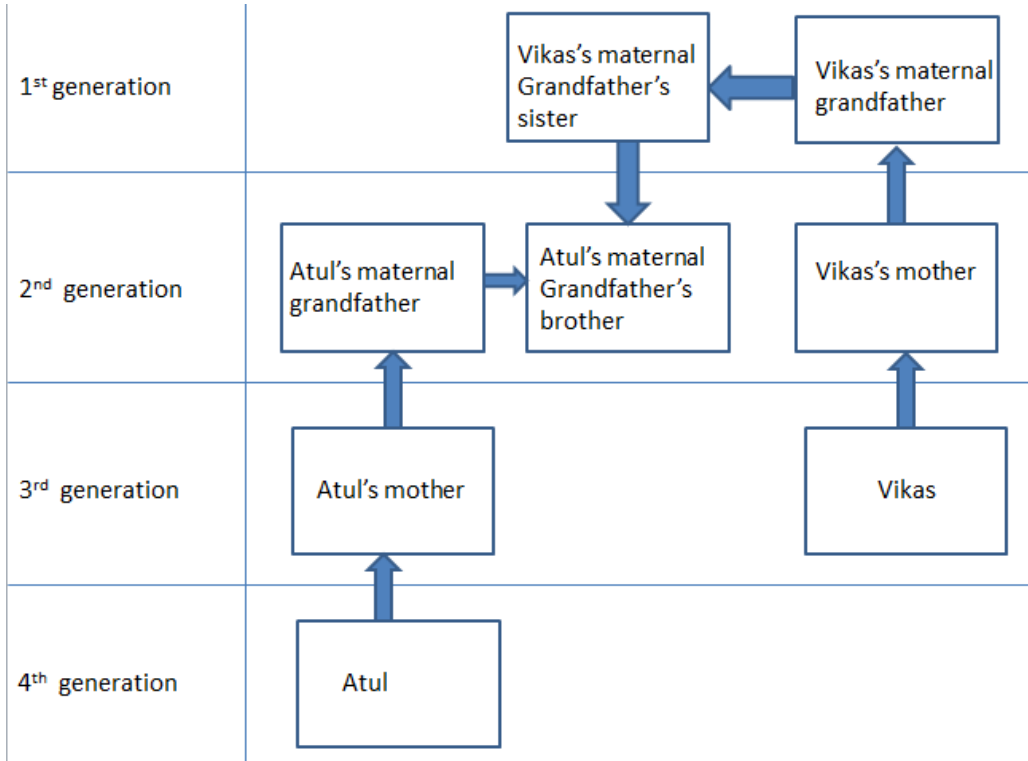 1st generation
Vikas's maternal
Grandfather's
sister
Vikas's maternal
grandfather
2nd generation
Atul's maternal
grandfather
Atul's maternal
Grandfather's
brother
Vikas's mother
3rd generation
Atul's mother
Vikas
4th generation
Atul